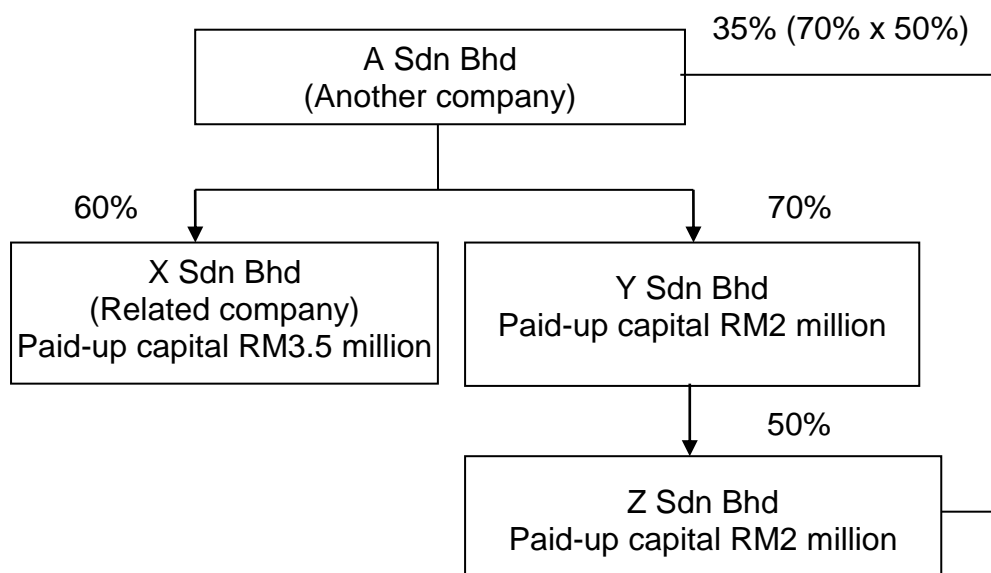 35% (70% x 50%)
A Sdn Bhd
(Another company)
60%
70%
X Sdn Bhd
(Related company)
Paid-up capital RM3.5 million
Y Sdn Bhd
Paid-up capital RM2 million
50%
Z Sdn Bhd
Paid-up capital RM2 million